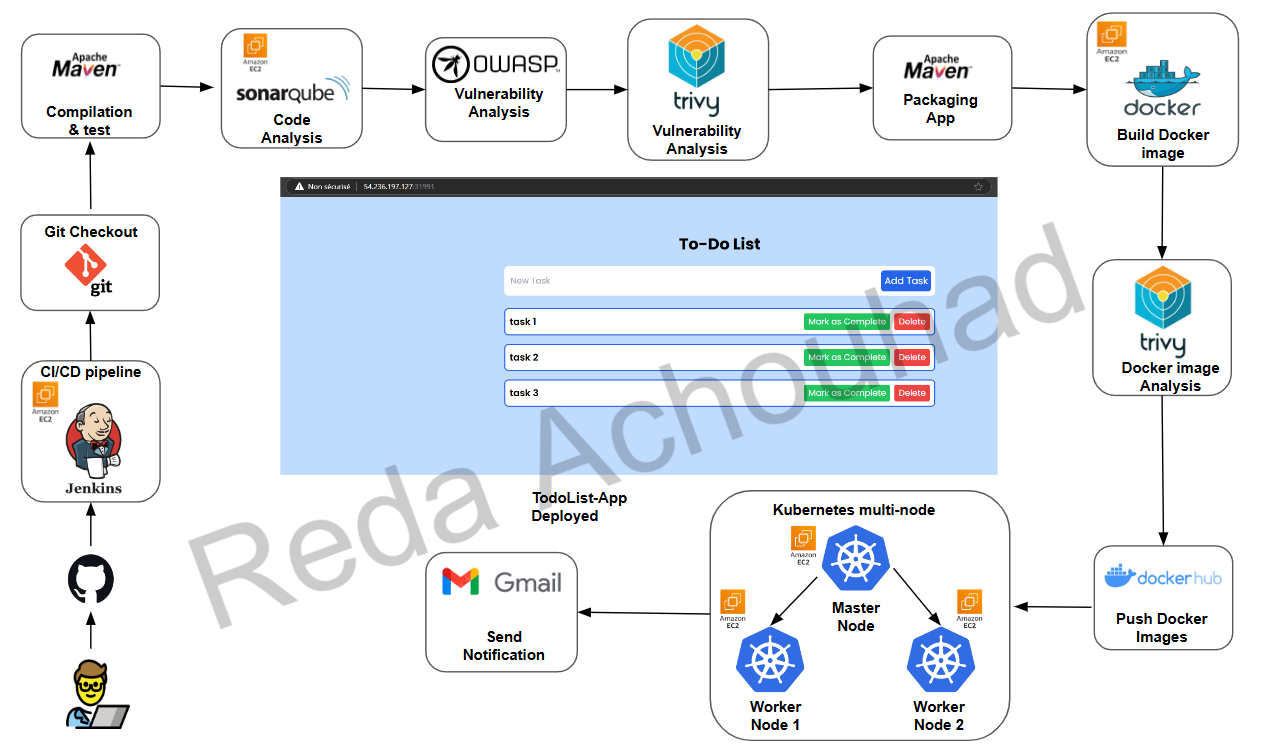 Apache
Maven
Compilation
& test
Amazon
EC2
sonarqube
Code
Analysis
OWASP
Vulnerability
Analysis
trivy
Vulnerability
Analysis
Apache
Maven
Packaging
App
Amazon
EC2
docker
Build Docker
image
Git Checkout
git
CI/CD pipeline
Amazon
EC2
Jenkins
Non sécurisé | 54.236.197.127:31991
To-Do List
New Task Add Task
task 1 Mark as Complete Delete
task 2 Mark as Complete Delete
task 3 Mark as Complete Delete
Reda Achouhad
TodoList-App
Deployed
trivy
Docker image
Analysis
dockerhub
Push Docker
Images
Kubernetes multi-node
Amazon
EC2
Master
Node
Amazon
EC2
Worker
Node 1
Amazon
EC2
Worker
Node 2
Gmail
Send
Notification